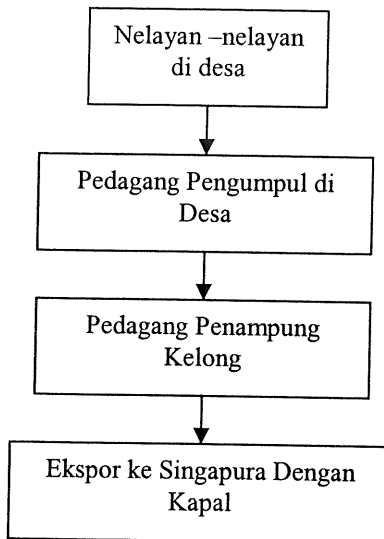 Nelayan –nelayan
di desa
Pedagang Pengumpul di
Desa
Pedagang Penampung
Kelong
Ekspor ke Singapura Dengan
Kapal